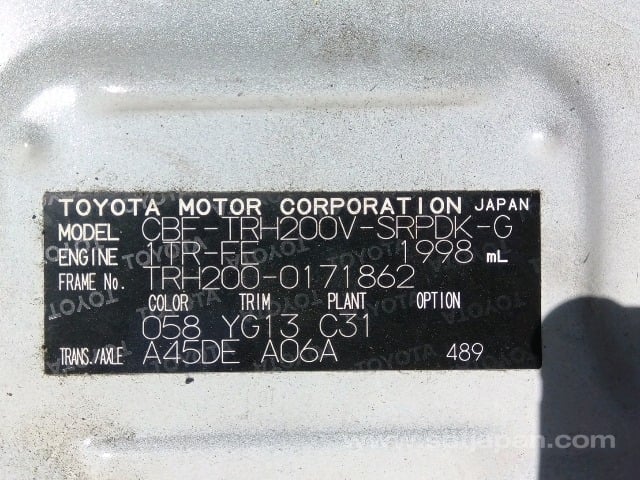 TOYOTA MOTOR CORPORATION JAPAN
MODEL CBF-TRH200V-SRPDK-G
ENGINE 1TR-FE 1998 mL
FRAME No. TRH200-0171862
COLOR TRIM PLANT OPTION
058 YG13 C31
TRANS./AXLE A45DE A06A 489